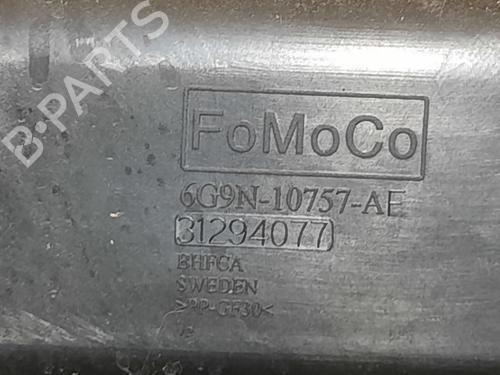 B-PARTS
FoMoCo
6G9N-10757-AE
31294077
BHFCA
SWEDEN
>PP-GF30<